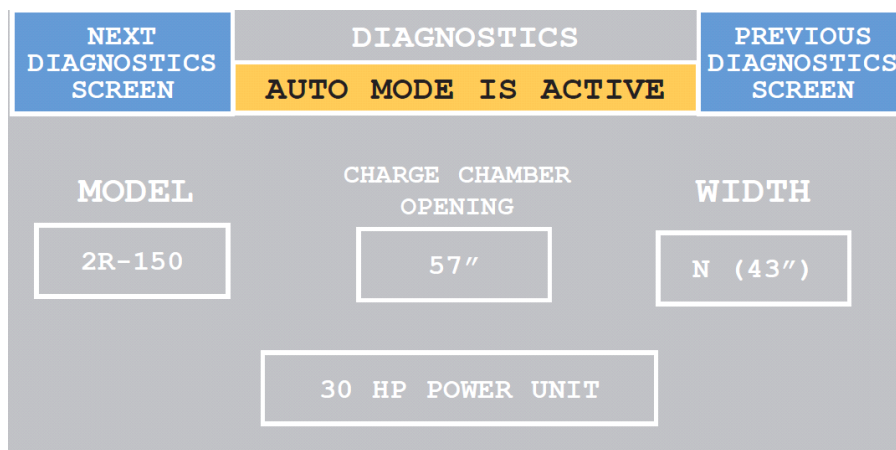 NEXT
DIAGNOSTICS
SCREEN
DIAGNOSTICS
AUTO MODE IS ACTIVE
PREVIOUS
DIAGNOSTICS
SCREEN
MODEL
2R-150
CHARGE CHAMBER
OPENING
57″
WIDTH
N (43″)
30 HP POWER UNIT